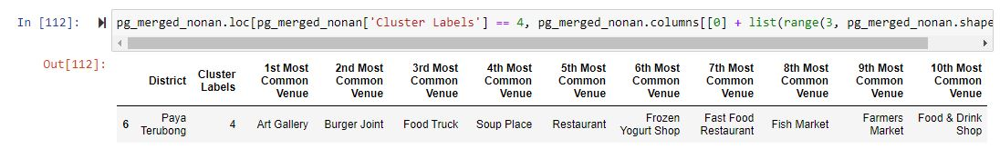 In [112]: pg_merged_nonan.loc[pg_merged_nonan['Cluster Labels'] == 4, pg_merged_nonan.columns[[0] + list(range(3, pg_merged_nonan.shape
Out[112]:
District Cluster Labels 1st Most Common Venue 2nd Most Common Venue 3rd Most Common Venue 4th Most Common Venue 5th Most Common Venue 6th Most Common Venue 7th Most Common Venue 8th Most Common Venue 9th Most Common Venue 10th Most Common Venue
6 Paya Terubong 4 Art Gallery Burger Joint Food Truck Soup Place Restaurant Frozen Yogurt Shop Fast Food Restaurant Fish Market Farmers Market Food & Drink Shop